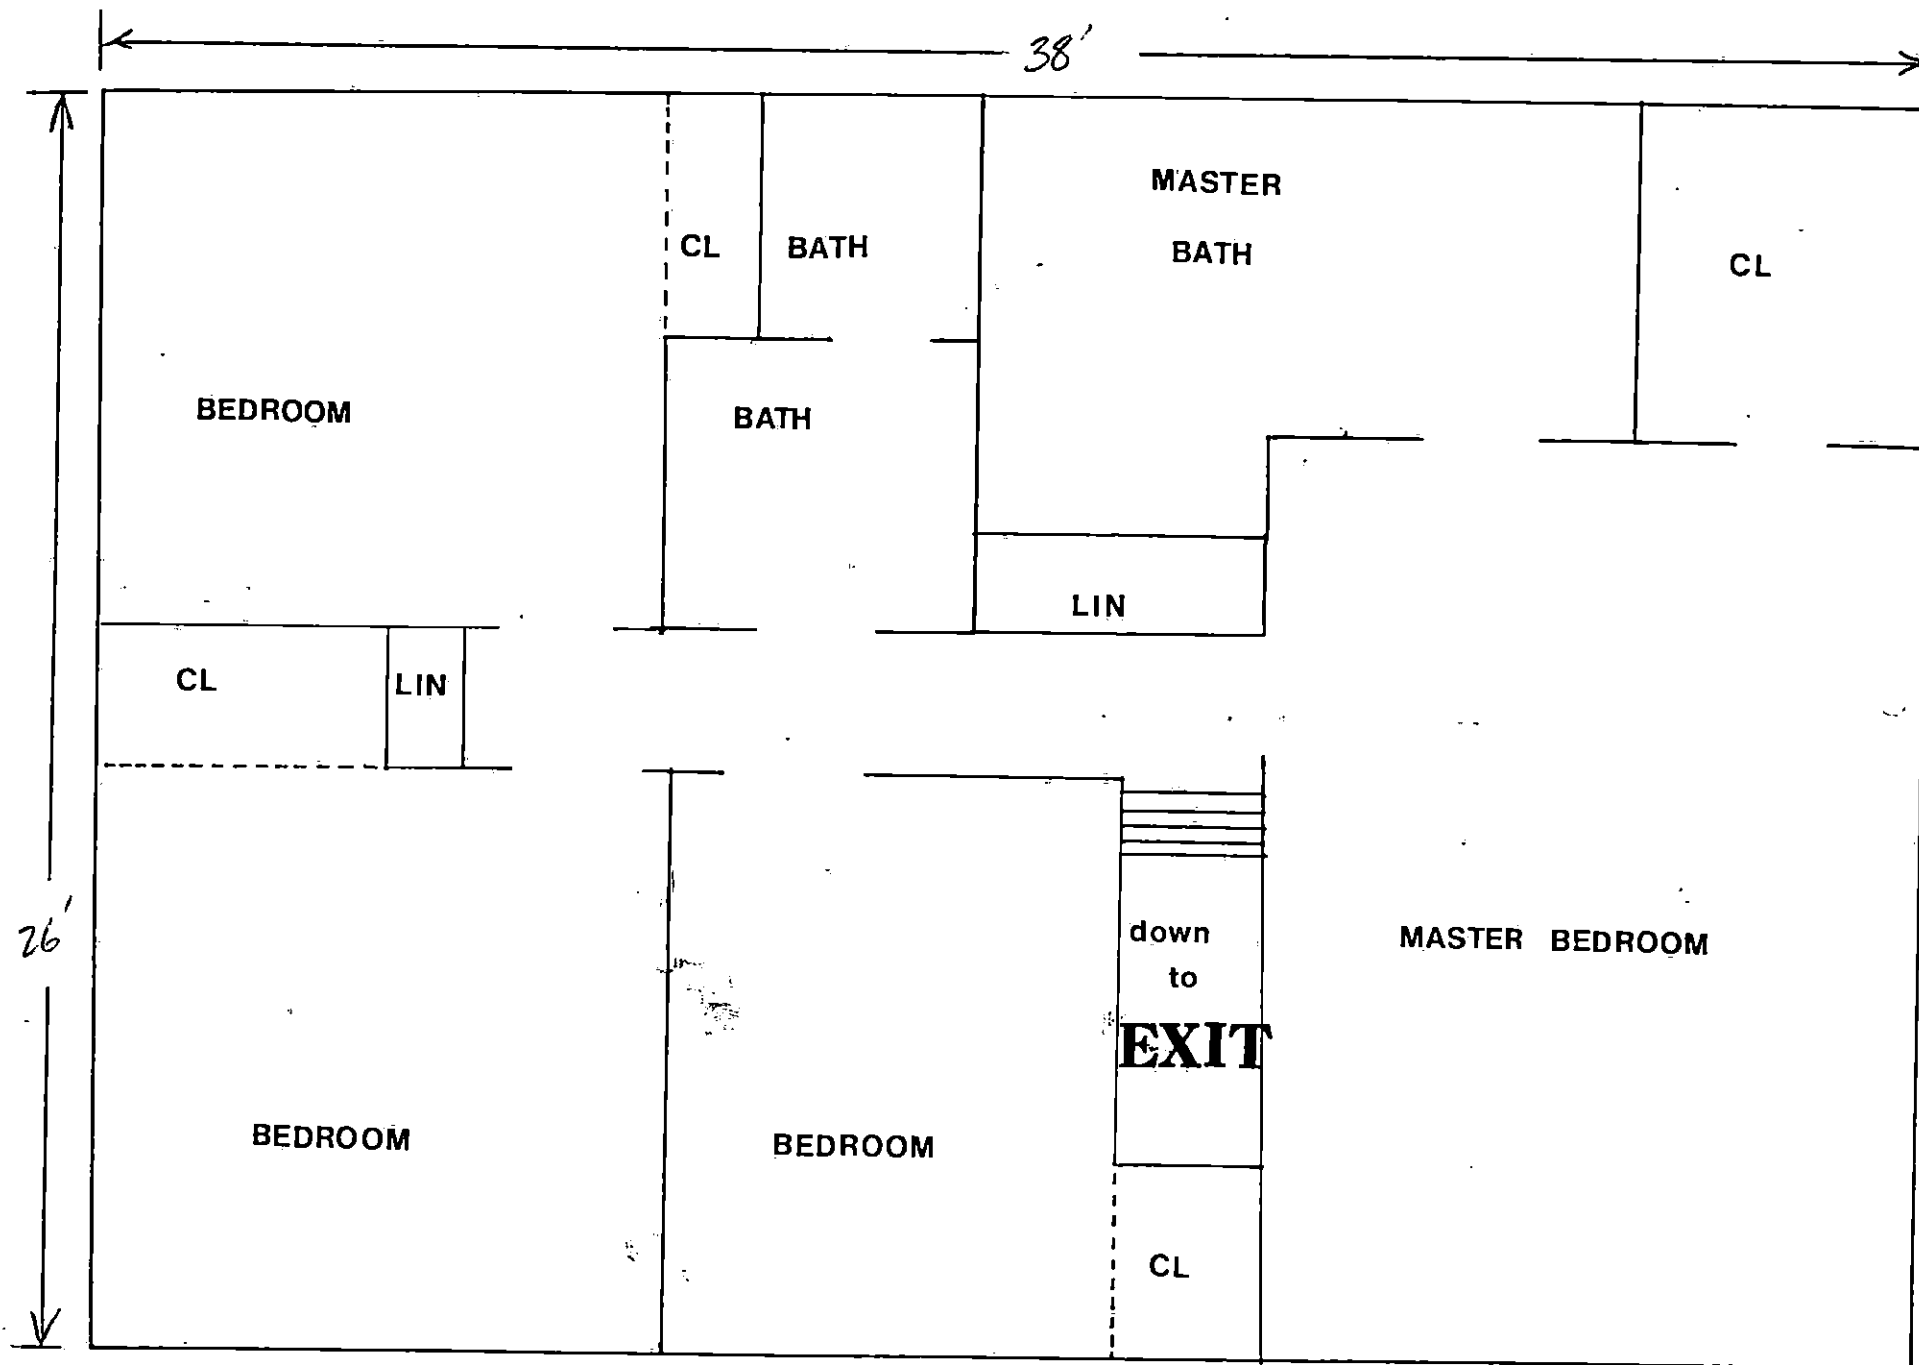 38'
MASTER
BATH
CL
BATH
CL
BEDROOM
BATH
LIN
CL
LIN
26'
down
to
EXIT
MASTER BEDROOM
BEDROOM
BEDROOM
CL